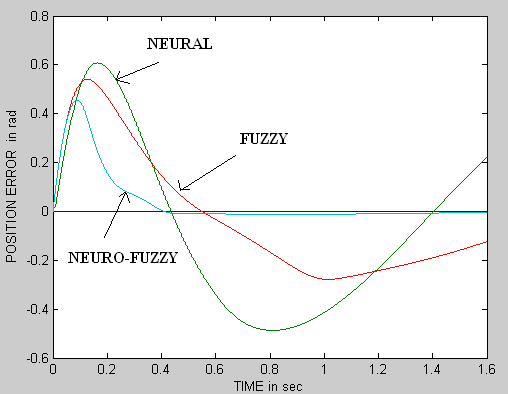 0.8
NEURAL
0.6
0.4
FUZZY
0.2
0
NEURO-FUZZY
-0.2
-0.4
-0.6
0 0.2 0.4 0.6 0.8 1 1.2 1.4 1.6
TIME in sec
POSITION ERROR in rad